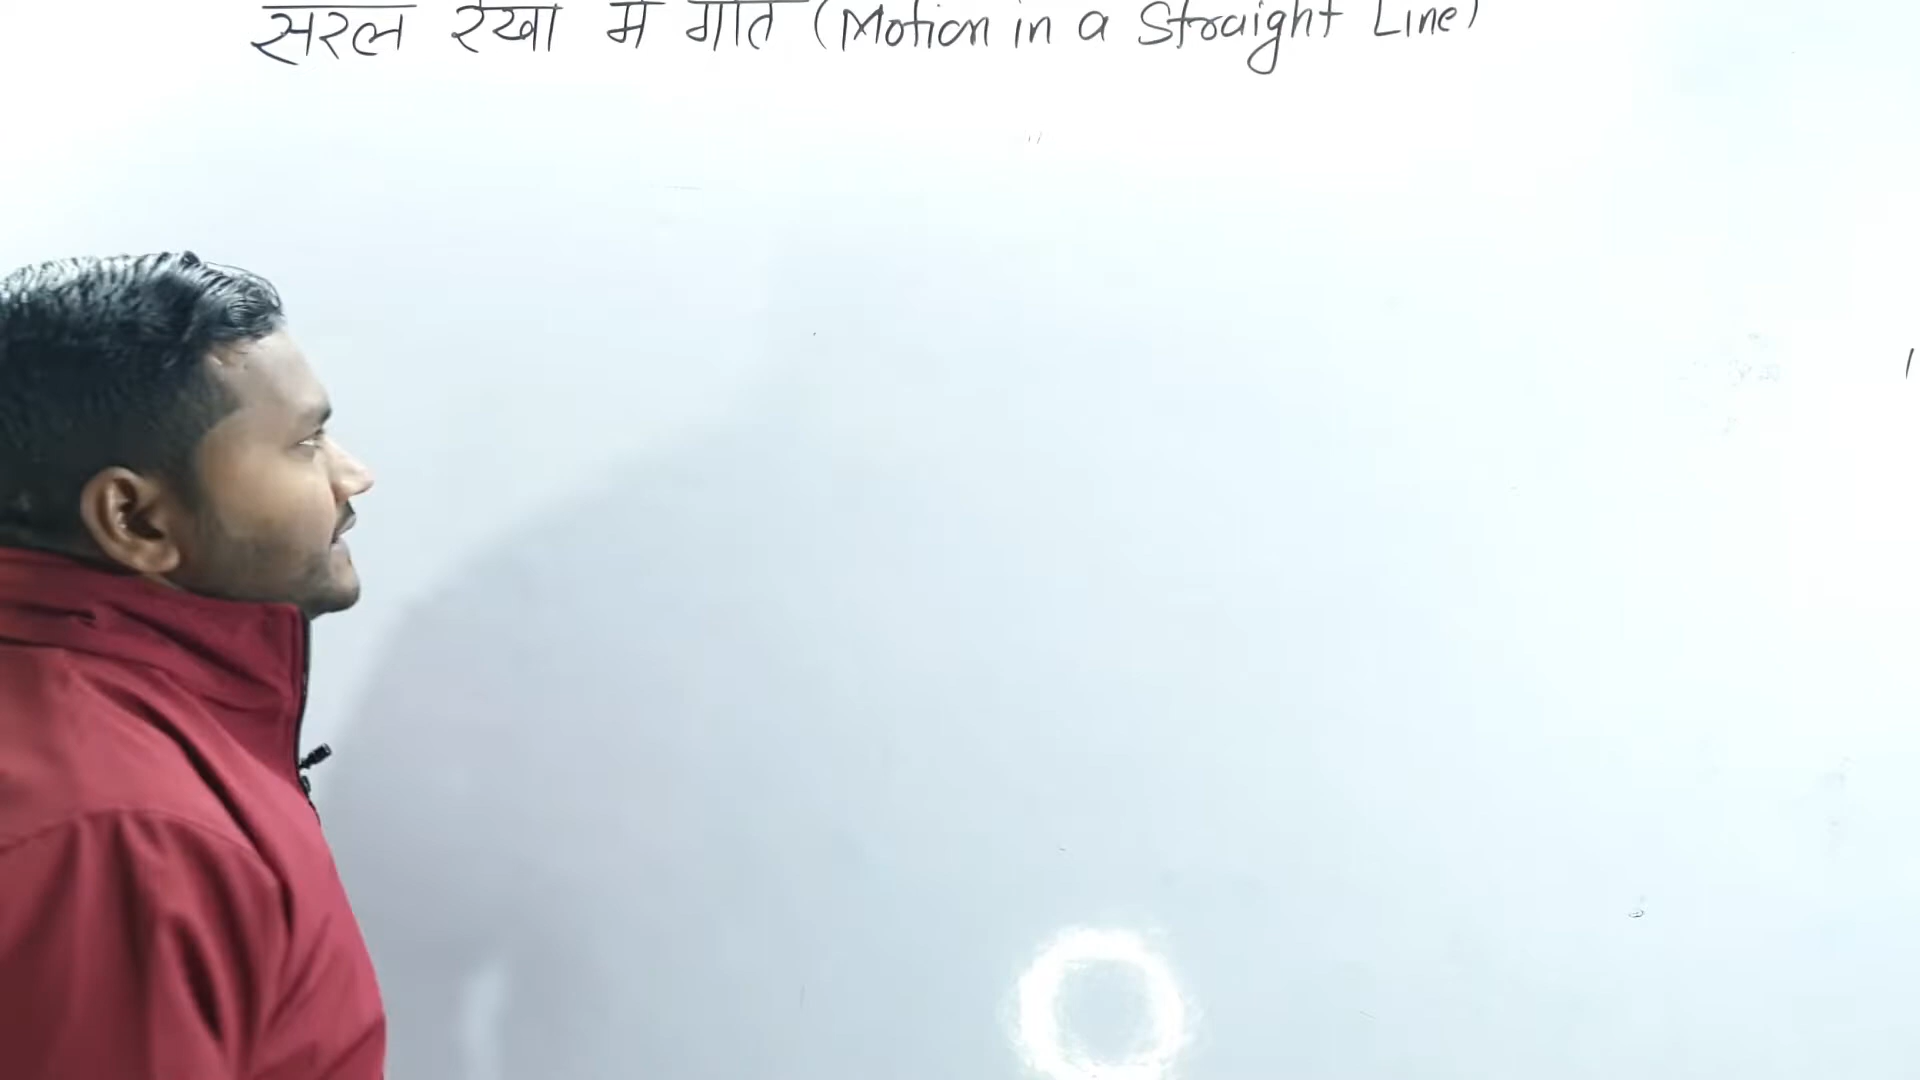 सरल रेखा में गति (Motion in a Straight Line)